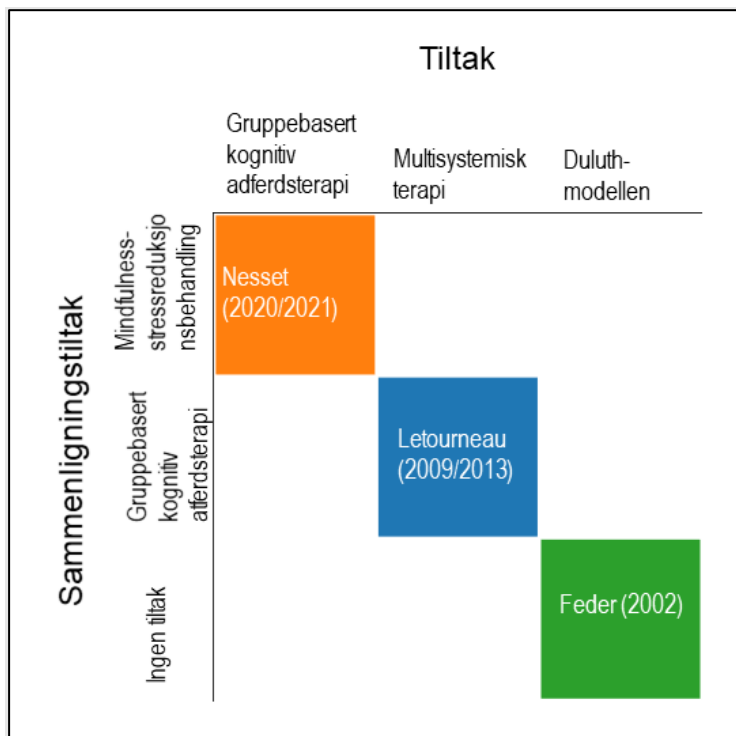 Tiltak
Gruppebasert
kognitiv
adferdsterapi
Multisystemisk
terapi
Duluth-
modellen
Sammenligningstiltak
Mindfulness-
stressreduksjo
nsbehandling
Nesset
(2020/2021)
Gruppebasert
kognitiv
atferdsterapi
Letourneau
(2009/2013)
Ingen tiltak
Feder (2002)